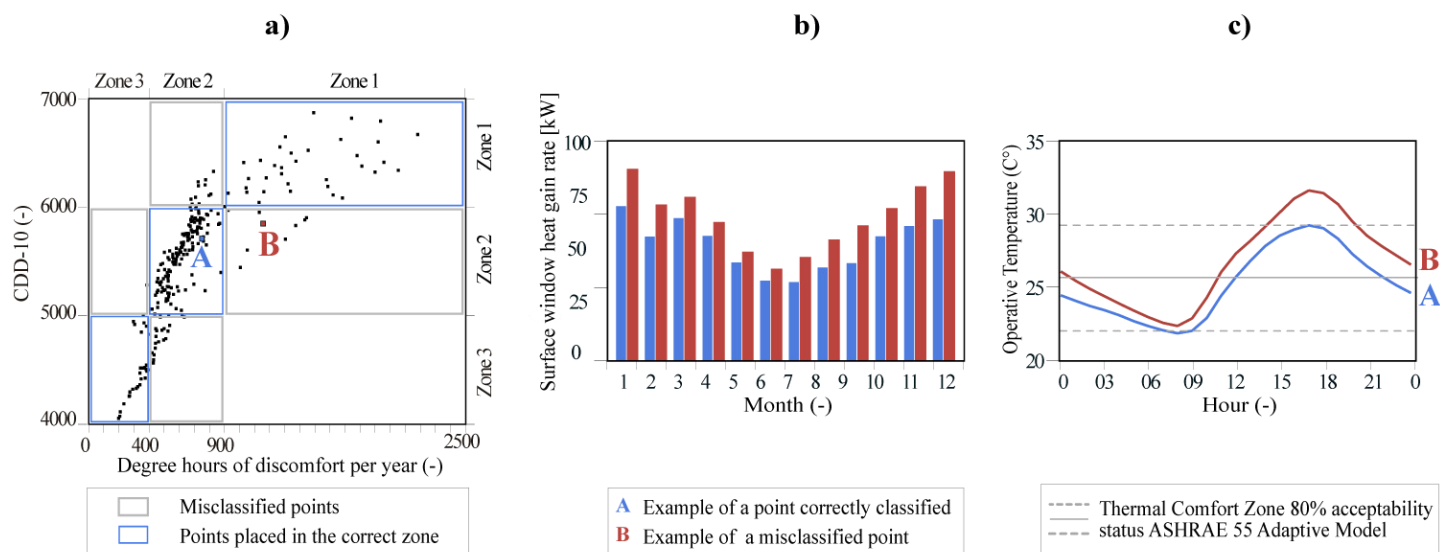 a)
Zone 3
Zone 2
Zone 1
7000
6000
5000
4000
CDD-10 (-)
Zone 1
Zone 2
Zone 3
A
B
0
400
900
2500
Degree hours of discomfort per year (-)
Misclassified points
Points placed in the correct zone
b)
Surface window heat gain rate [kW]
100
75
50
25
0
1
2
3
4
5
6
7
8
9
10
11
12
Month (-)
A Example of a point correctly classified
B Example of a misclassified point
c)
Operative Temperature (C°)
35
30
25
20
B
A
0
03
06
09
12
15
18
21
0
Hour (-)
Thermal Comfort Zone 80% acceptability
status ASHRAE 55 Adaptive Model